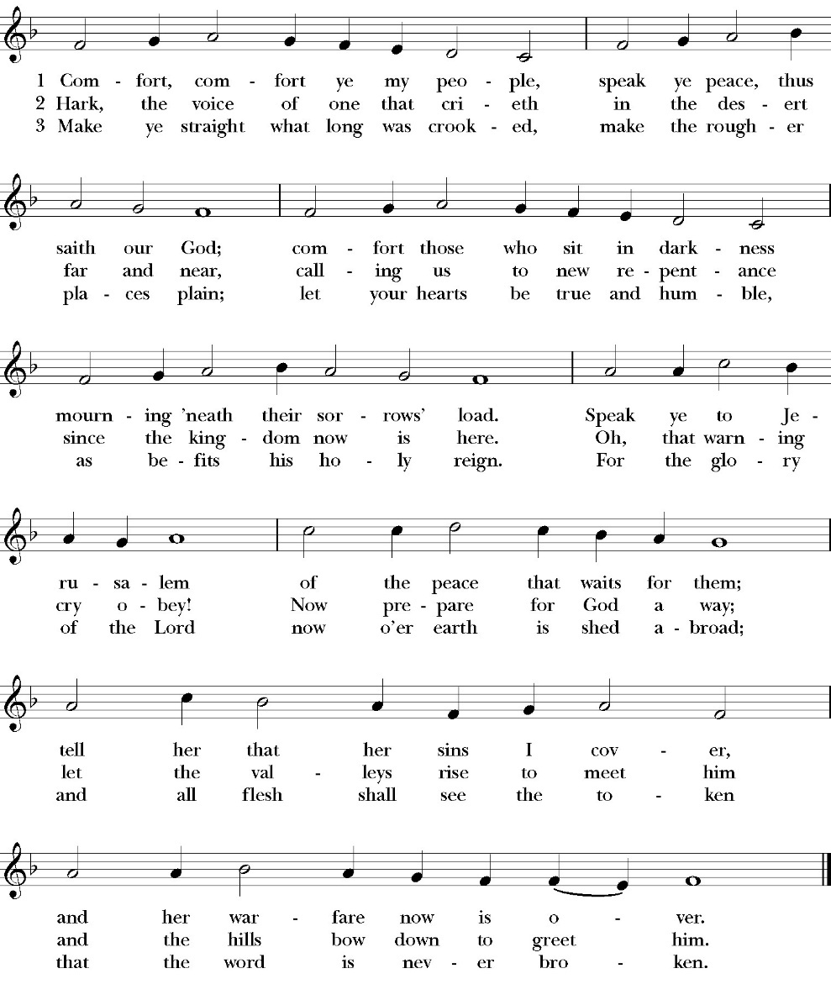 1 Com - fort, com - fort ye my peo - ple, speak ye peace, thus
2 Hark, the voice of one that cri - eth in the des - ert
3 Make ye straight what long was crook - ed, make the rough - er
saith our God; com - fort those who sit in dark - ness
far and near, call - ing us to new re - pent - ance
pla - ces plain; let your hearts be true and hum - ble,
mourn - ing ’neath their sor - rows’ load. Speak ye to Je -
since the king - dom now is here. Oh, that warn - ing
as be - fits his ho - ly reign. For the glo - ry
ru - sa - lem of the peace that waits for them;
cry o - bey! Now pre - pare for God a way;
of the Lord now o’er earth is shed a - broad;
tell her that her sins I cov - er,
let the val - leys rise to meet him
and all flesh shall see the to - ken
and her war - fare now is o - ver.
and the hills bow down to greet him.
that the word is nev - er bro - ken.